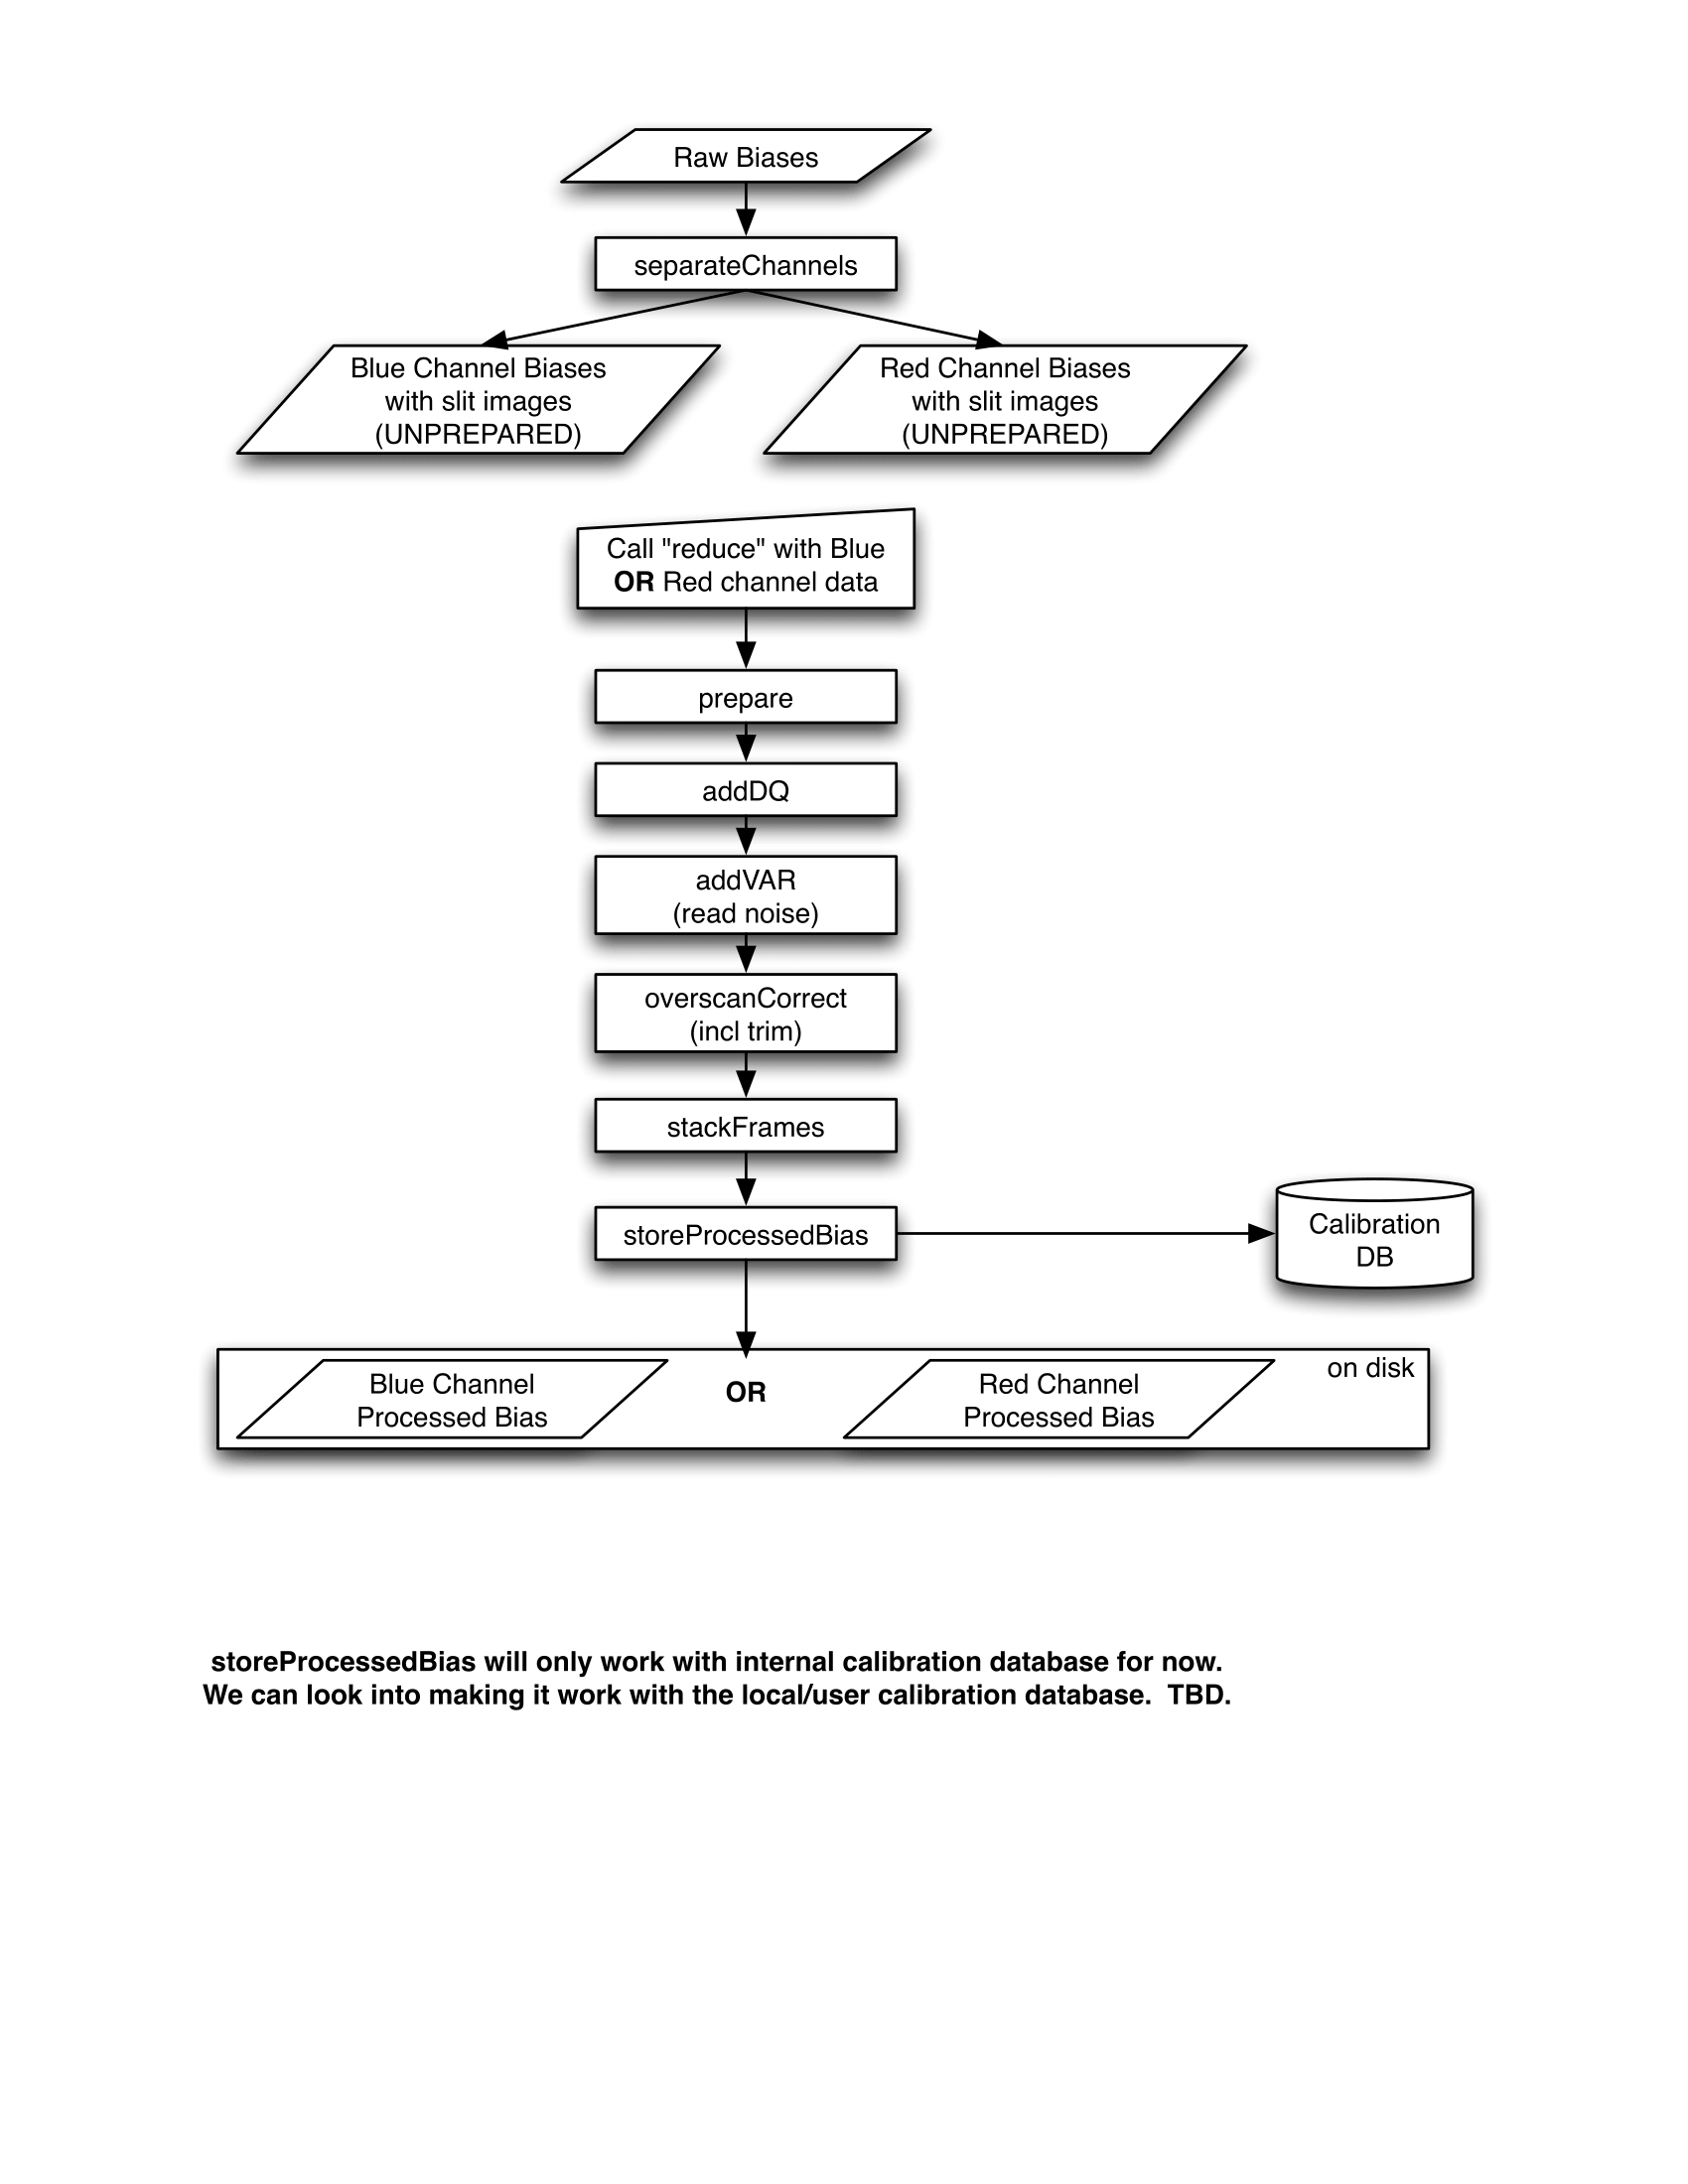 Raw Biases
separateChannels
Blue Channel Biases
with slit images
(UNPREPARED)
Red Channel Biases
with slit images
(UNPREPARED)
Call "reduce" with Blue
OR Red channel data
prepare
addDQ
addVAR
(read noise)
overscanCorrect
(incl trim)
stackFrames
storeProcessedBias
Calibration
DB
on disk
Blue Channel
Processed Bias
OR
Red Channel
Processed Bias
storeProcessedBias will only work with internal calibration database for now.
We can look into making it work with the local/user calibration database.  TBD.